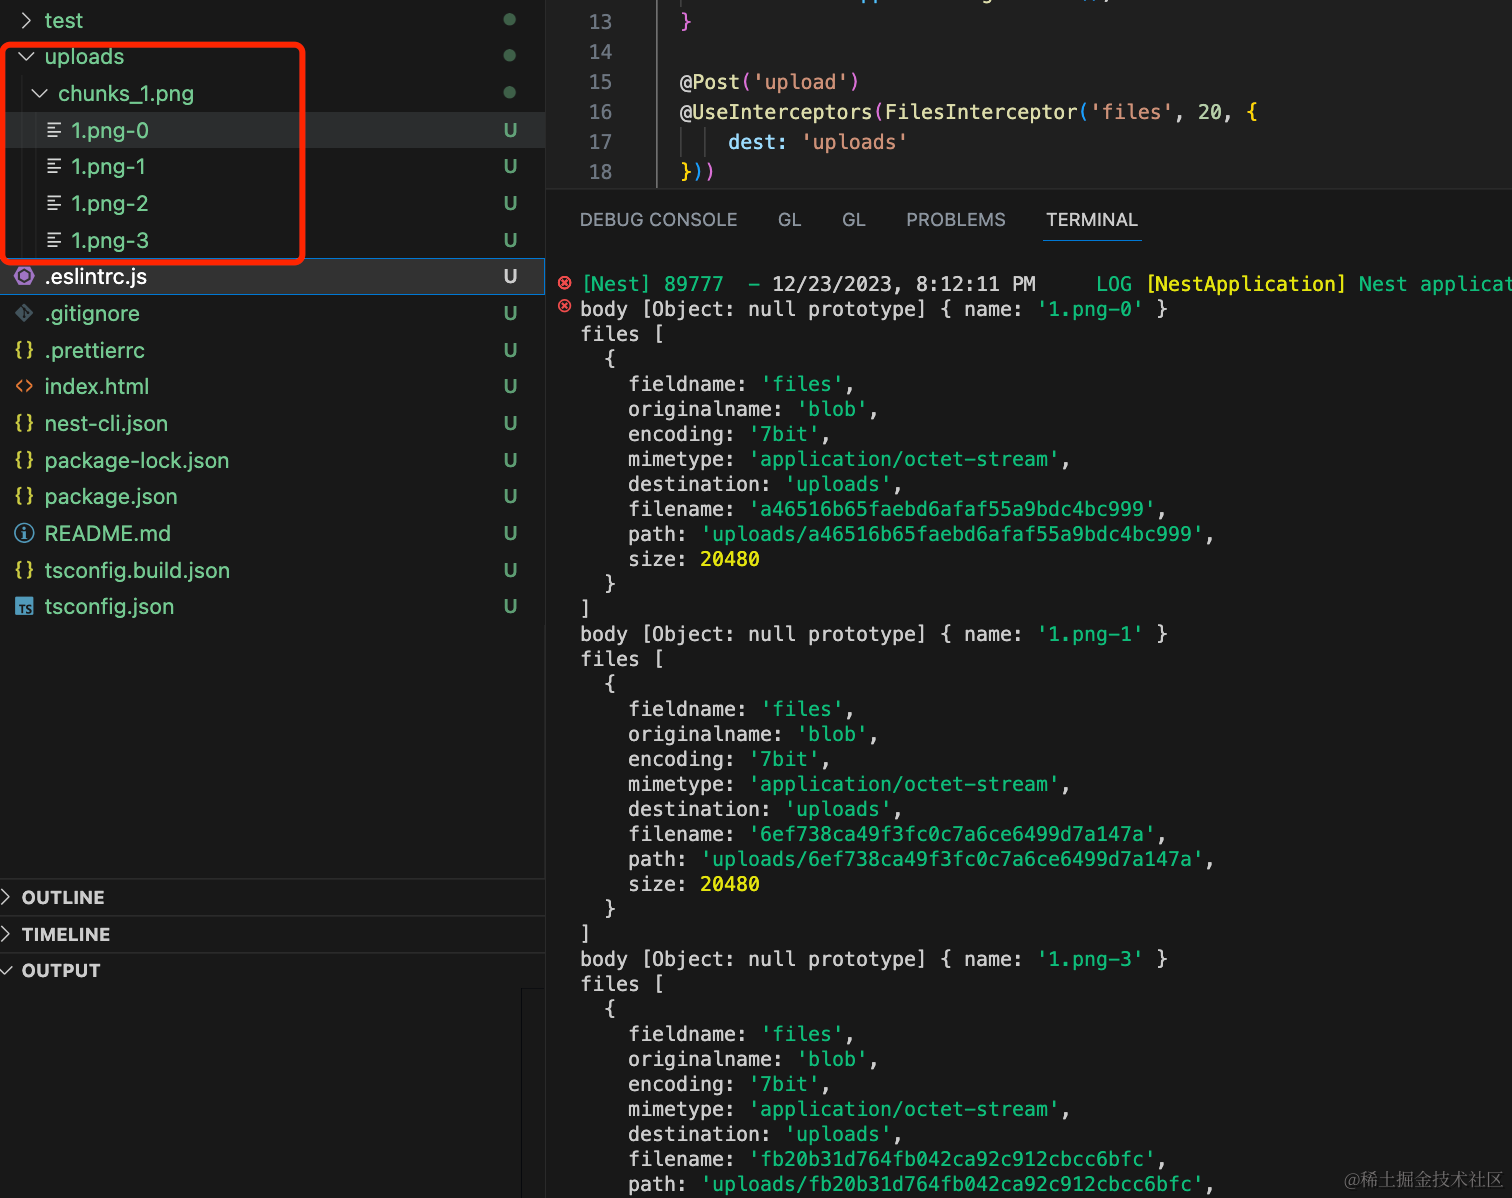 test
uploads
chunks_1.png
1.png-0 U
1.png-1 U
1.png-2 U
1.png-3 U
.eslintrc.js U
.gitignore U
{} .prettierrc U
<> index.html U
{} nest-cli.json U
{} package-lock.json U
{} package.json U
README.md U
{} tsconfig.build.json U
TS tsconfig.json U
OUTLINE
TIMELINE
OUTPUT
13 }
14
15 @Post('upload')
16 @UseInterceptors(FilesInterceptor('files', 20, {
17 dest: 'uploads'
18 }))
DEBUG CONSOLE GL GL PROBLEMS TERMINAL
[Nest] 89777 - 12/23/2023, 8:12:11 PM LOG [NestApplication] Nest applicat
body [Object: null prototype] { name: '1.png-0' }
files [
{
fieldname: 'files',
originalname: 'blob',
encoding: '7bit',
mimetype: 'application/octet-stream',
destination: 'uploads',
filename: 'a46516b65faebd6afaf55a9bdc4bc999',
path: 'uploads/a46516b65faebd6afaf55a9bdc4bc999',
size: 20480
}
]
body [Object: null prototype] { name: '1.png-1' }
files [
{
fieldname: 'files',
originalname: 'blob',
encoding: '7bit',
mimetype: 'application/octet-stream',
destination: 'uploads',
filename: '6ef738ca49f3fc0c7a6ce6499d7a147a',
path: 'uploads/6ef738ca49f3fc0c7a6ce6499d7a147a',
size: 20480
}
]
body [Object: null prototype] { name: '1.png-3' }
files [
{
fieldname: 'files',
originalname: 'blob',
encoding: '7bit',
mimetype: 'application/octet-stream',
destination: 'uploads',
filename: 'fb20b31d764fb042ca92c912cbcc6bfc',
path: 'uploads/fb20b31d764fb042ca92c912cbcc6bfc',
@稀土掘金技术社区